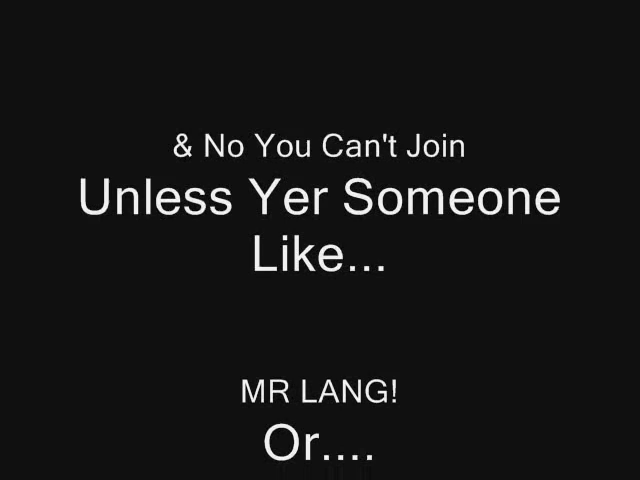 & No You Can't Join
Unless Yer Someone
Like...
MR LANG!
Or....